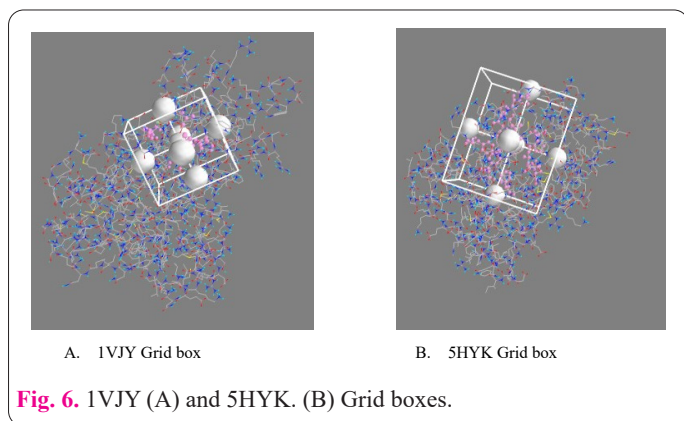 A. 1VJY Grid box
B. 5HYK Grid box
Fig. 6. 1VJY (A) and 5HYK. (B) Grid boxes.